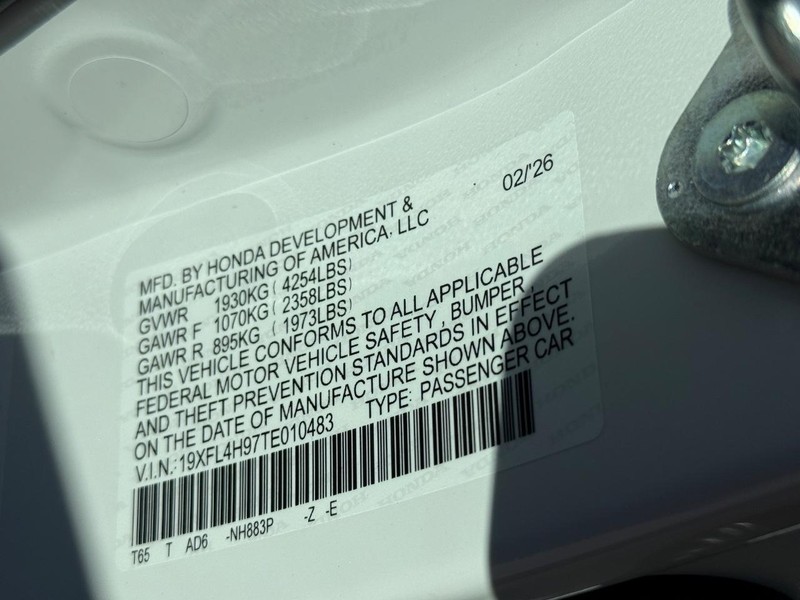 02/'26
MFD. BY HONDA DEVELOPMENT &
MANUFACTURING OF AMERICA, LLC
GVWR 1930KG ( 4254LBS)
GAWR F 1070KG ( 2358LBS)
GAWR R 895KG ( 1973LBS)
THIS VEHICLE CONFORMS TO ALL APPLICABLE
FEDERAL MOTOR VEHICLE SAFETY, BUMPER,
AND THEFT PREVENTION STANDARDS IN EFFECT
ON THE DATE OF MANUFACTURE SHOWN ABOVE.
V.I.N.:19XFL4H97TE010483 TYPE: PASSENGER CAR
T65 T AD6 -NH883P -Z -E